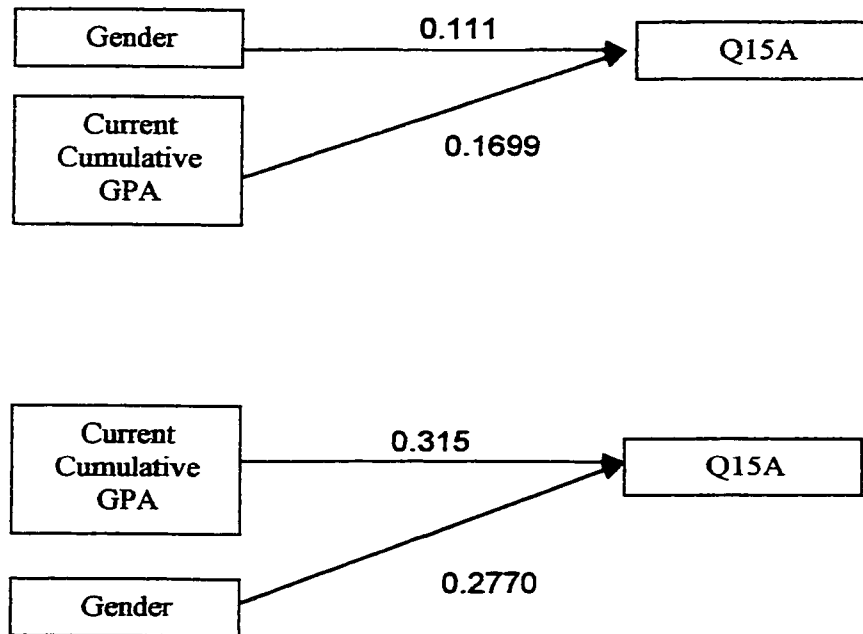 Gender
0.111
Q15A
Current
Cumulative
GPA
0.1699
Current
Cumulative
GPA
0.315
Q15A
Gender
0.2770